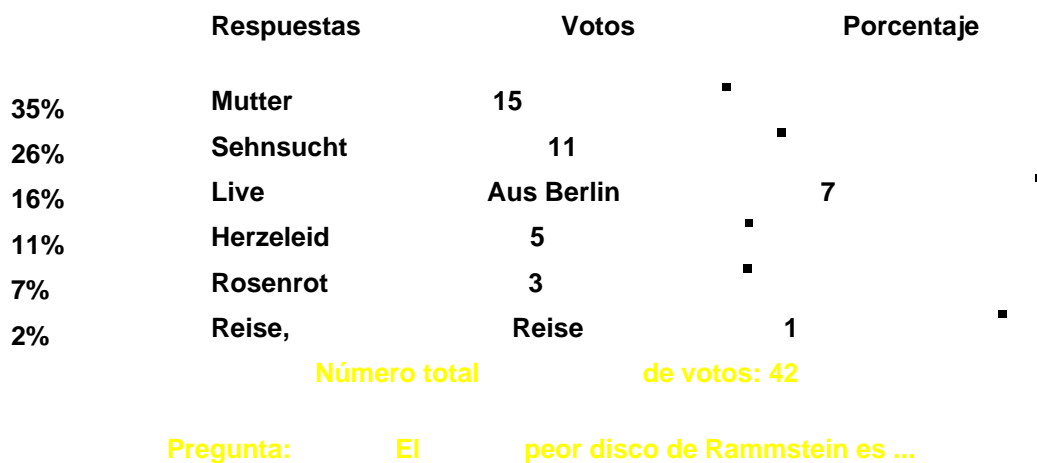 Respuestas Votos Porcentaje
35% Mutter 15
26% Sehnsucht 11
16% Live Aus Berlin 7
11% Herzeleid 5
7% Rosenrot 3
2% Reise, Reise 1
Número total de votos: 42
Pregunta: El peor disco de Rammstein es ...